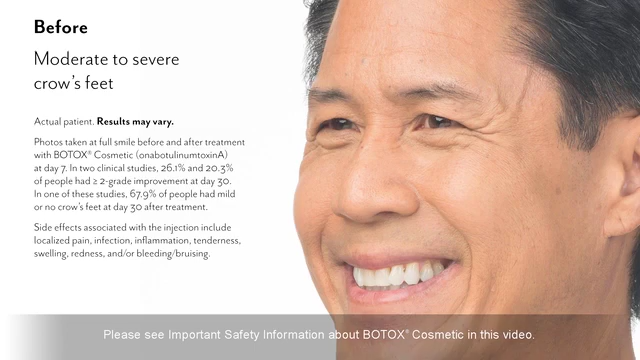 Before
Moderate to severe
crow's feet
Actual patient. Results may vary.
Photos taken at full smile before and after treatment
with BOTOX® Cosmetic (onabotulinumtoxinA)
at day 7. In two clinical studies, 26.1% and 20.3%
of people had ≥ 2-grade improvement at day 30.
In one of these studies, 67.9% of people had mild
or no crow's feet at day 30 after treatment.
Side effects associated with the injection include
localized pain, infection, inflammation, tenderness,
swelling, redness, and/or bleeding/bruising.
Please see Important Safety Information about BOTOX® Cosmetic in this video.